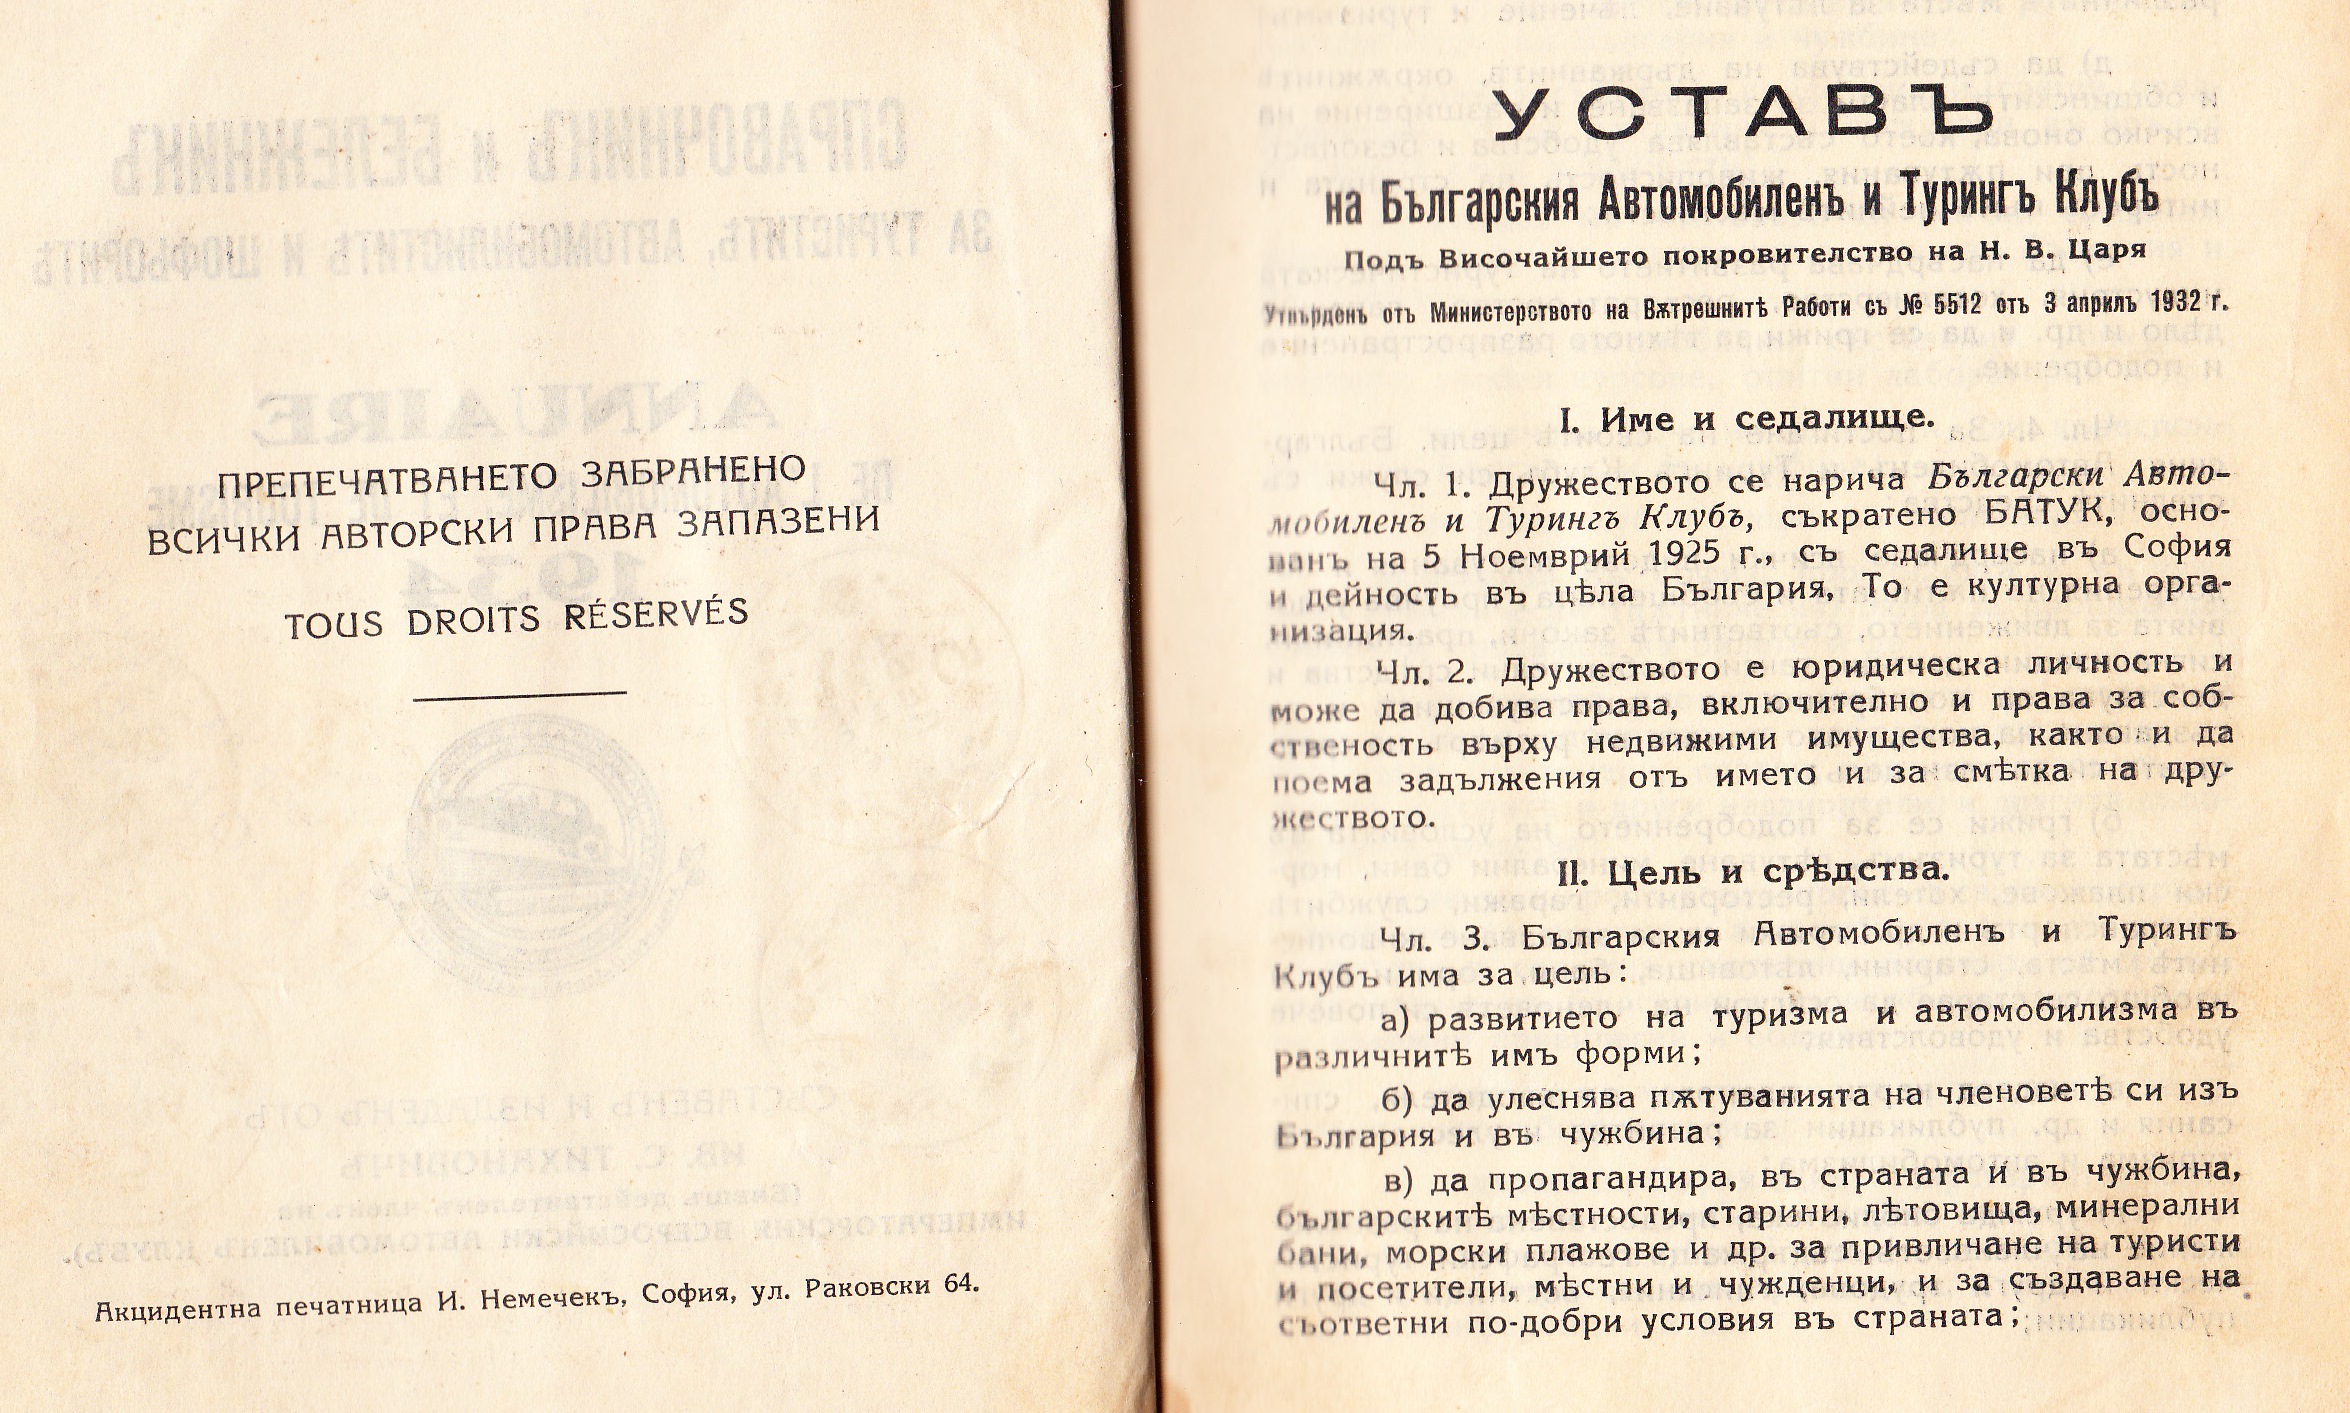 ПРЕПЕЧАТВАНЕТО ЗАБРАНЕНО
ВСИЧКИ АВТОРСКИ ПРАВА ЗАПАЗЕНИ
TOUS DROITS RÉSERVÉS
Акцидентна печатница И. Немечекъ, София, ул. Раковски 64.
УСТАВЪ
на Българския Автомобиленъ и Турингъ Клубъ
Подъ Височайшето покровителство на Н. В. Царя
Утвърденъ отъ Министерството на Вѫтрешнитѣ Работи съ № 5512 отъ 3 априлъ 1932 г.
I. Име и седалище.
Чл. 1. Дружеството се нарича Български Авто-
мобиленъ и Турингъ Клубъ, съкратено БАТУК, осно-
ванъ на 5 Ноемврий 1925 г., съ седалище въ София
и дейность въ цѣла България, То е културна орга-
низация.
Чл. 2. Дружеството е юридическа личность и
може да добива права, включително и права за соб-
ственость върху недвижими имущества, както и да
поема задължения отъ името и за смѣтка на дру-
жеството.
II. Цель и срѣдства.
Чл. 3. Българския Автомобиленъ и Турингъ
Клубъ има за цель:
а) развитието на туризма и автомобилизма въ
различнитѣ имъ форми;
б) да улеснява пѫтуванията на членоветѣ си изъ
България и въ чужбина;
в) да пропагандира, въ страната и въ чужбина,
българскитѣ мѣстности, старини, лѣтовища, минерални
бани, морски плажове и др. за привличане на туристи
и посетители, мѣстни и чужденци, и за създаване на
съответни по-добри условия въ страната;